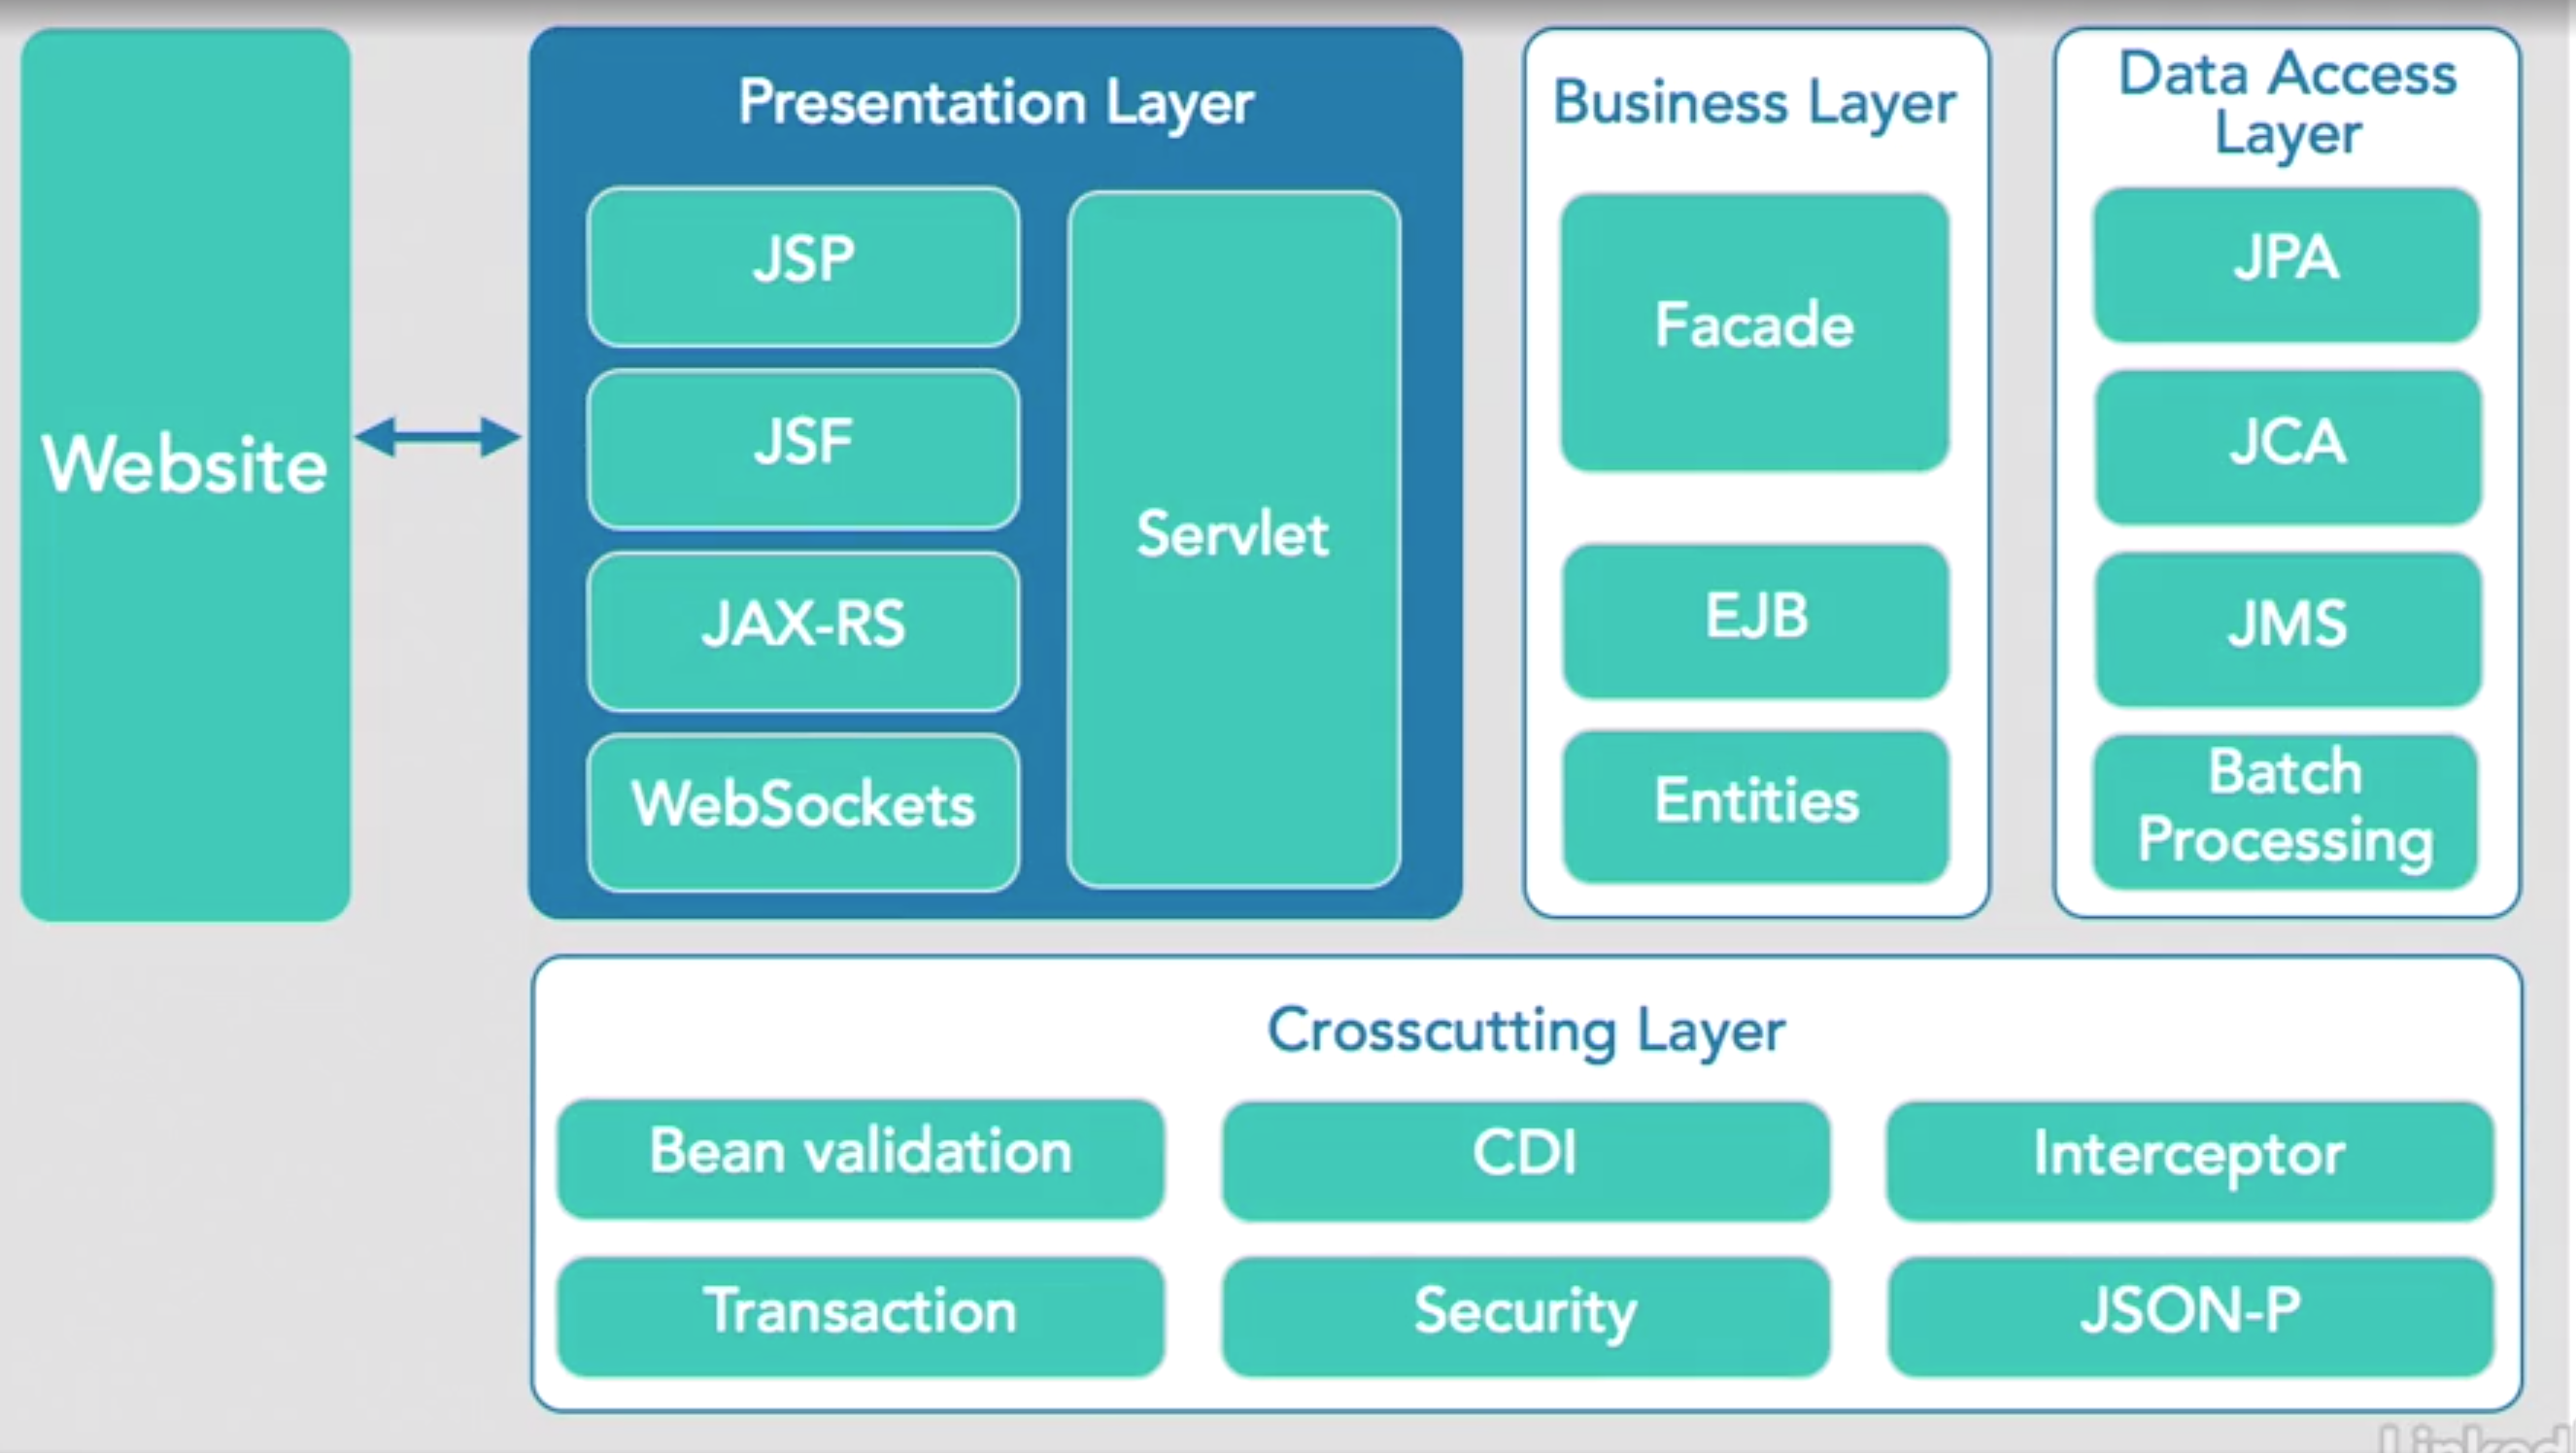 Website
Presentation Layer
JSP
JSF
JAX-RS
WebSockets
Servlet
Business Layer
Facade
EJB
Entities
Data Access
Layer
JPA
JCA
JMS
Batch
Processing
Crosscutting Layer
Bean validation
CDI
Interceptor
Transaction
Security
JSON-P